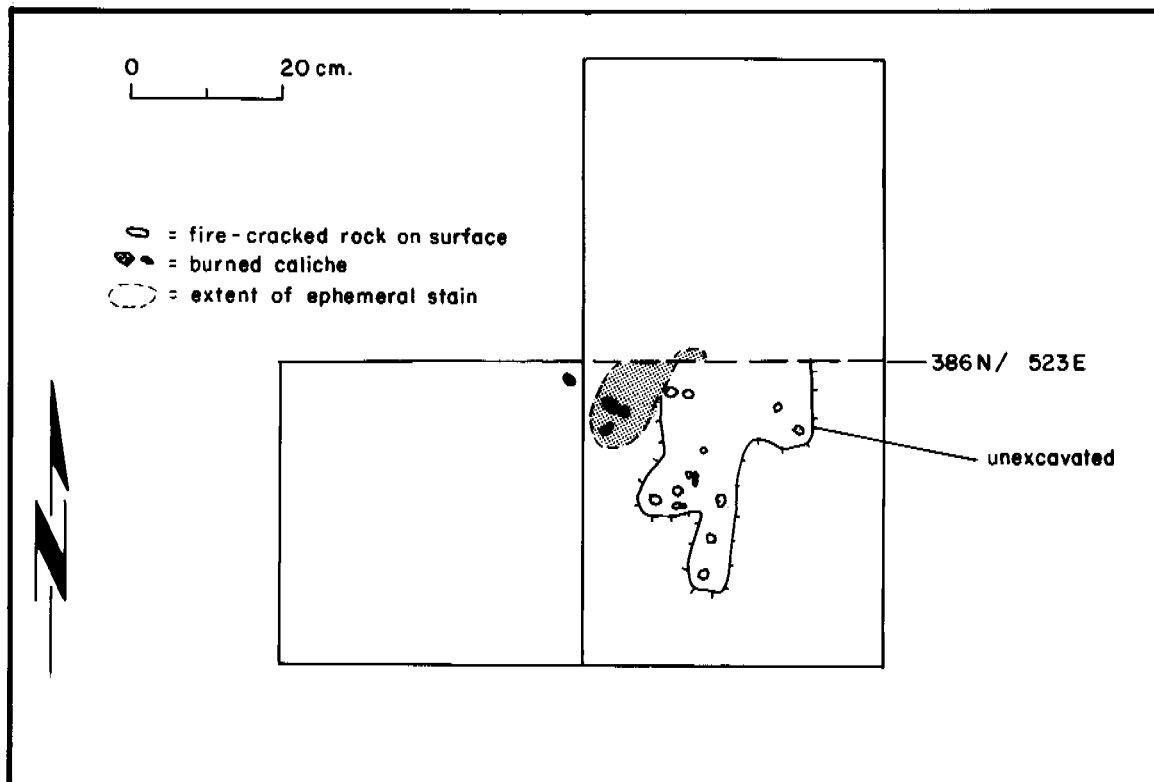 0 20 cm.
= fire-cracked rock on surface
= burned caliche
= extent of ephemeral stain
386N / 523E
unexcavated
N